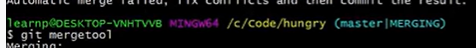 Automatic merge failed, fix conflicts and then commit the result.
learnp@DESKTOP-VNHTVVB MINGW64 /c/Code/hungry (master|MERGING)
$ git mergetool
Merging: